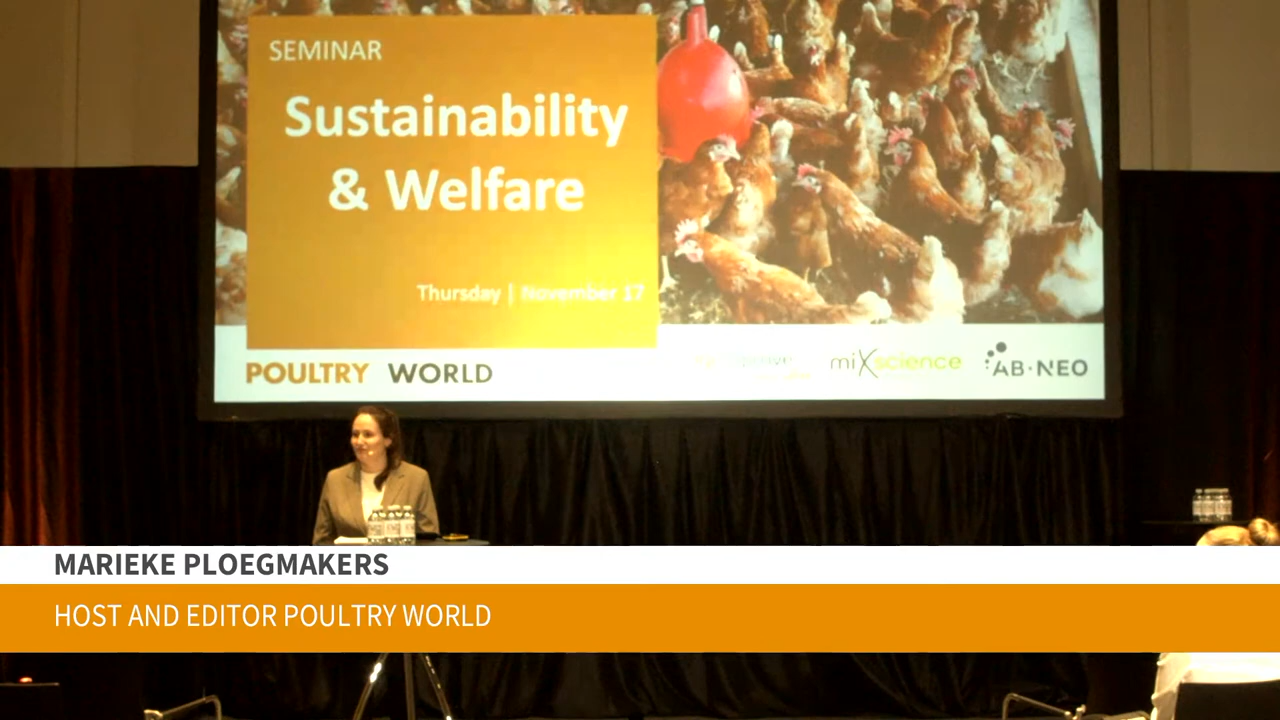 SEMINAR
Sustainability
& Welfare
Thursday | November 17
POULTRY WORLD
miXscience
AB·NEO
MARIEKE PLOEGMAKERS
HOST AND EDITOR POULTRY WORLD